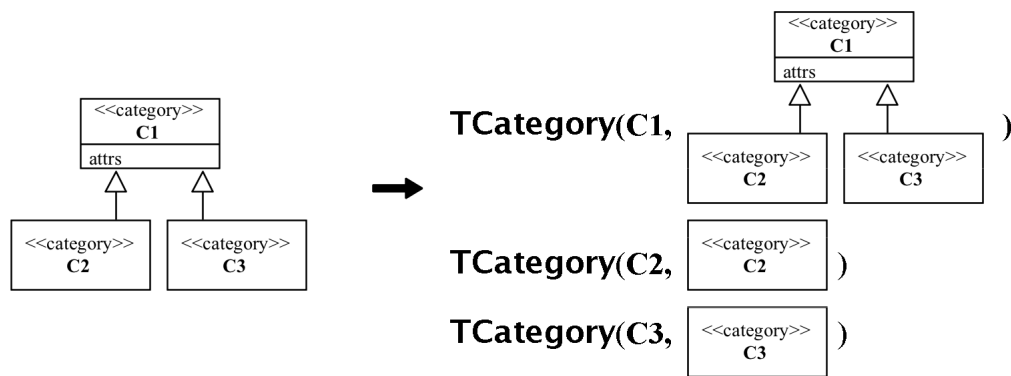 <<category>>
C1
attrs
<<category>>
C2
<<category>>
C3
TCategory(C1,
<<category>>
C1
attrs
<<category>>
C2
<<category>>
C3
)
TCategory(C2,
<<category>>
C2
)
TCategory(C3,
<<category>>
C3
)